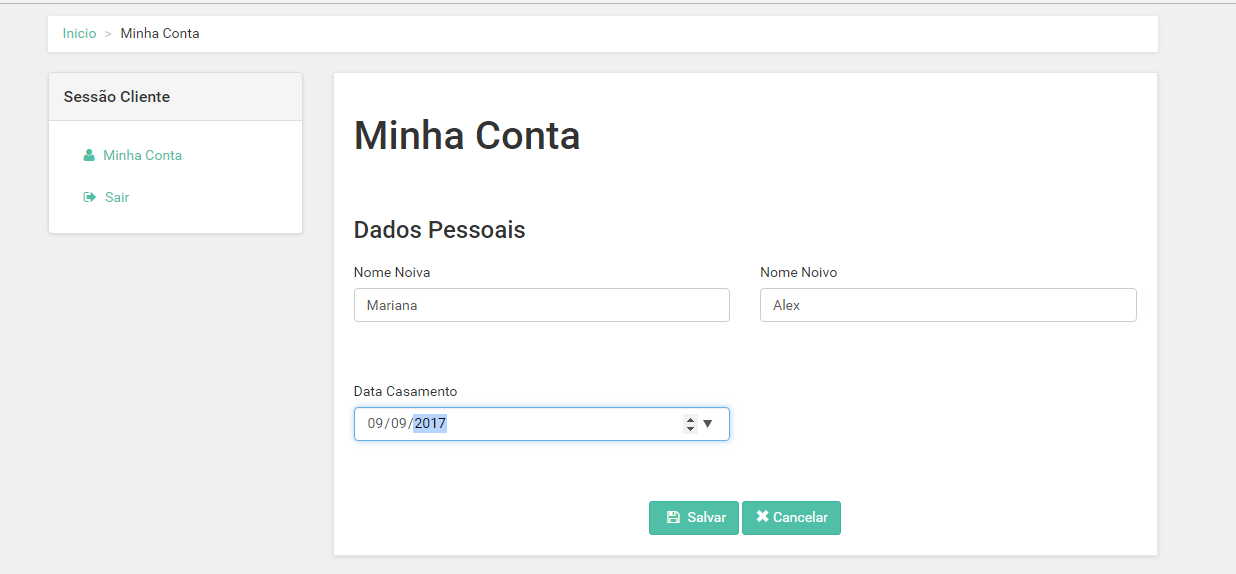 Inicio > Minha Conta
Sessão Cliente
Minha Conta
Sair
Minha Conta
Dados Pessoais
Nome Noiva
Nome Noivo
Mariana
Alex
Data Casamento
09/09/2017
Salvar
Cancelar